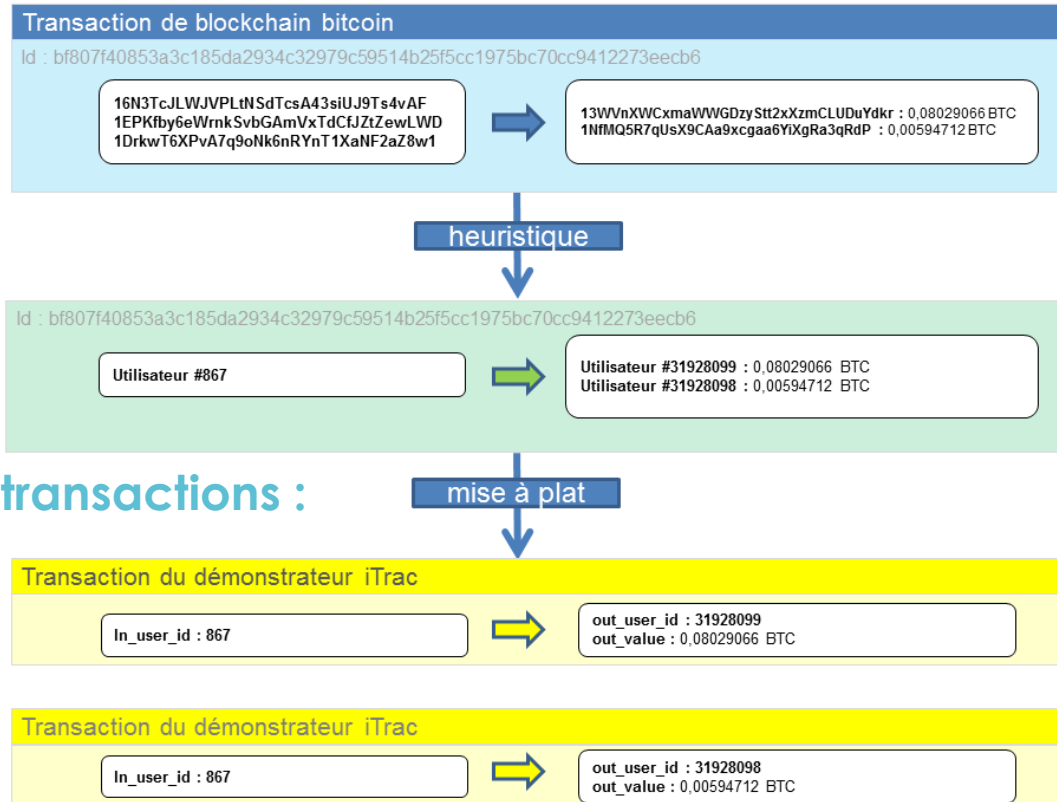 Transaction de blockchain bitcoin
Id : bf807f40853a3c185da2934c32979c59514b25f5cc1975bc70cc9412273eecb6
16N3TcJLWJVPLtNSdTcsA43siUJ9Ts4vAF
1EPKfby6eWrnkSvbGAmVxTdCfJZtZewLWD
1DrkwT6XPvA7q9oNk6nRYnT1XaNF2aZ8w1
13WVnXWCxmaWWGDzyStt2xXzmCLUDuYdkr : 0,08029066 BTC
1NfMQ5R7qUsX9CAa9xcgaa6YiXgRa3qRdP : 0,00594712 BTC
heuristique
Id : bf807f40853a3c185da2934c32979c59514b25f5cc1975bc70cc9412273eecb6
Utilisateur #867
Utilisateur #31928099 : 0,08029066 BTC
Utilisateur #31928098 : 0,00594712 BTC
transactions :
mise à plat
Transaction du démonstrateur iTrac
In_user_id : 867
out_user_id : 31928099
out_value : 0,08029066 BTC
Transaction du démonstrateur iTrac
In_user_id : 867
out_user_id : 31928098
out_value : 0,00594712 BTC